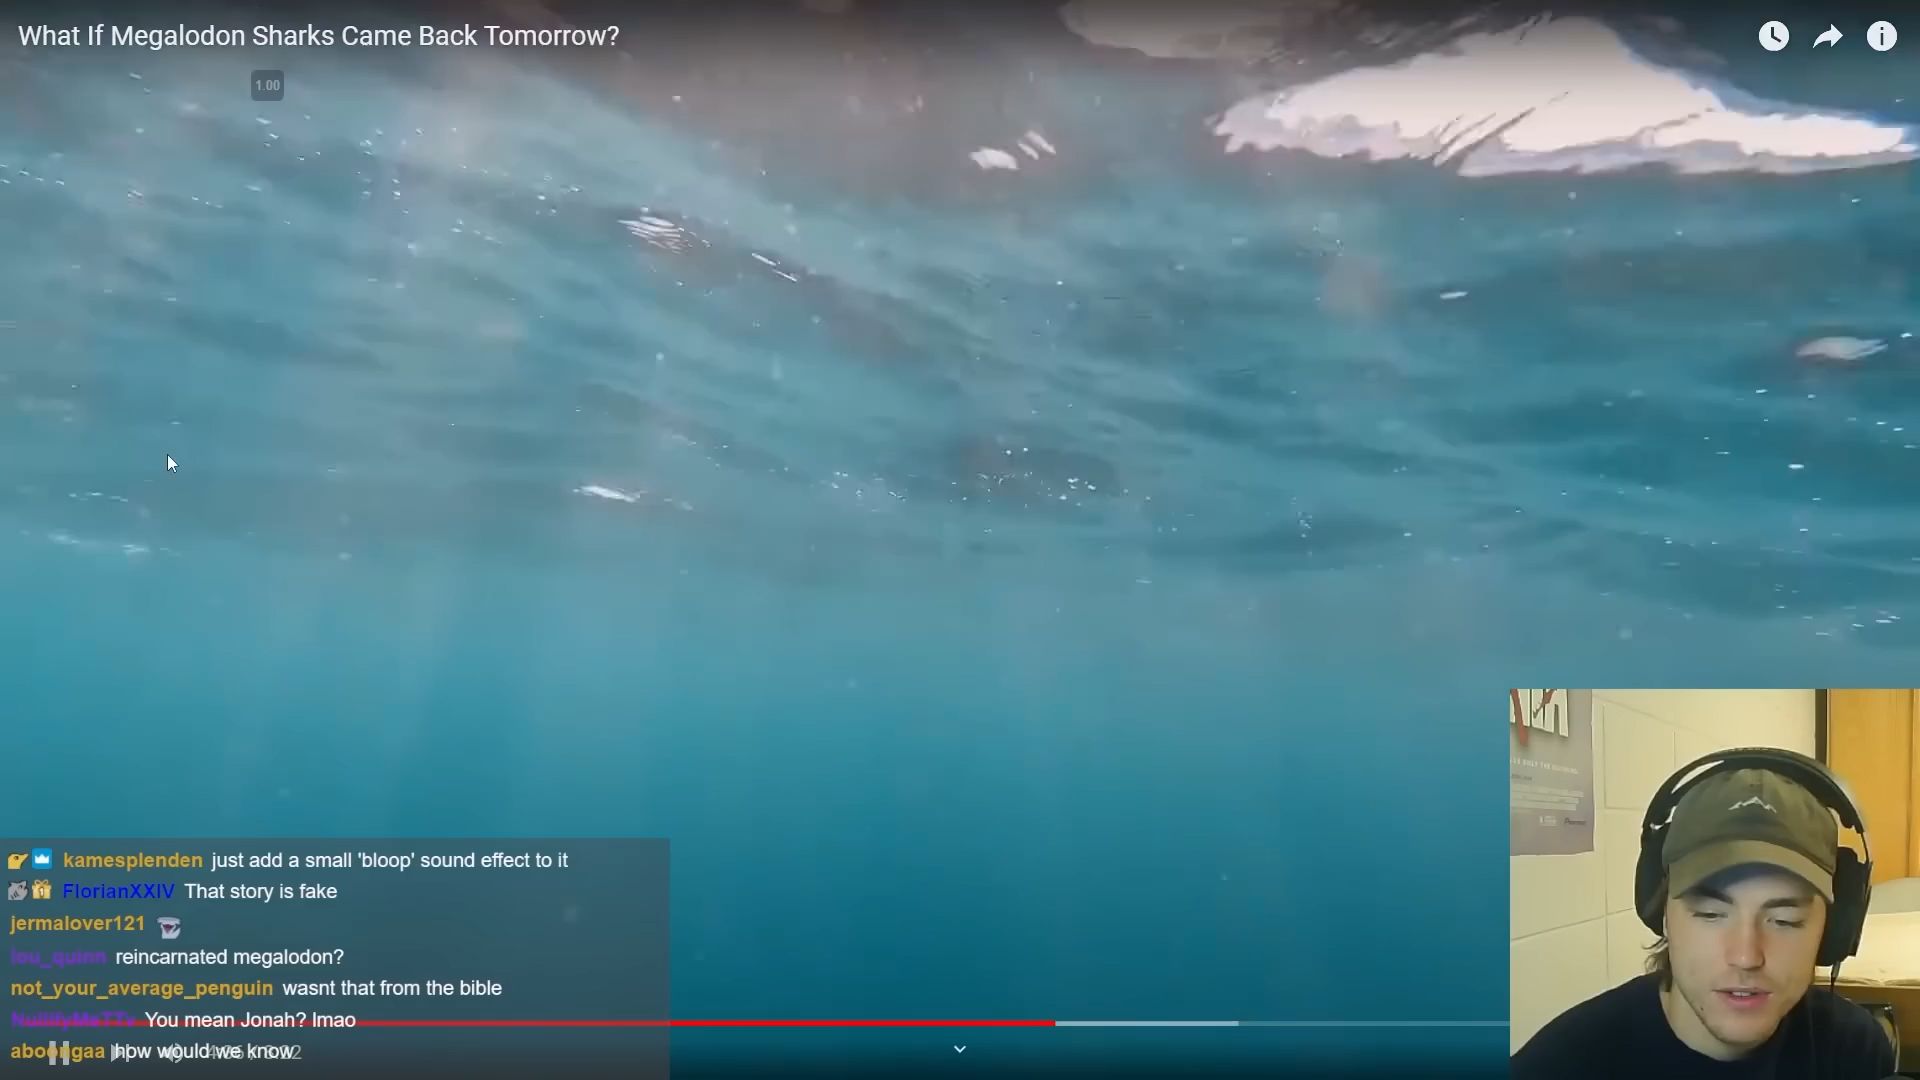 What If Megalodon Sharks Came Back Tomorrow?
1.00
kamesplenden just add a small 'bloop' sound effect to it
FlorianXXIV That story is fake
jermalover121
lou_quinn reincarnated megalodon?
not_your_average_penguin wasnt that from the bible
You mean Jonah? lmao
aboongaa how would we know